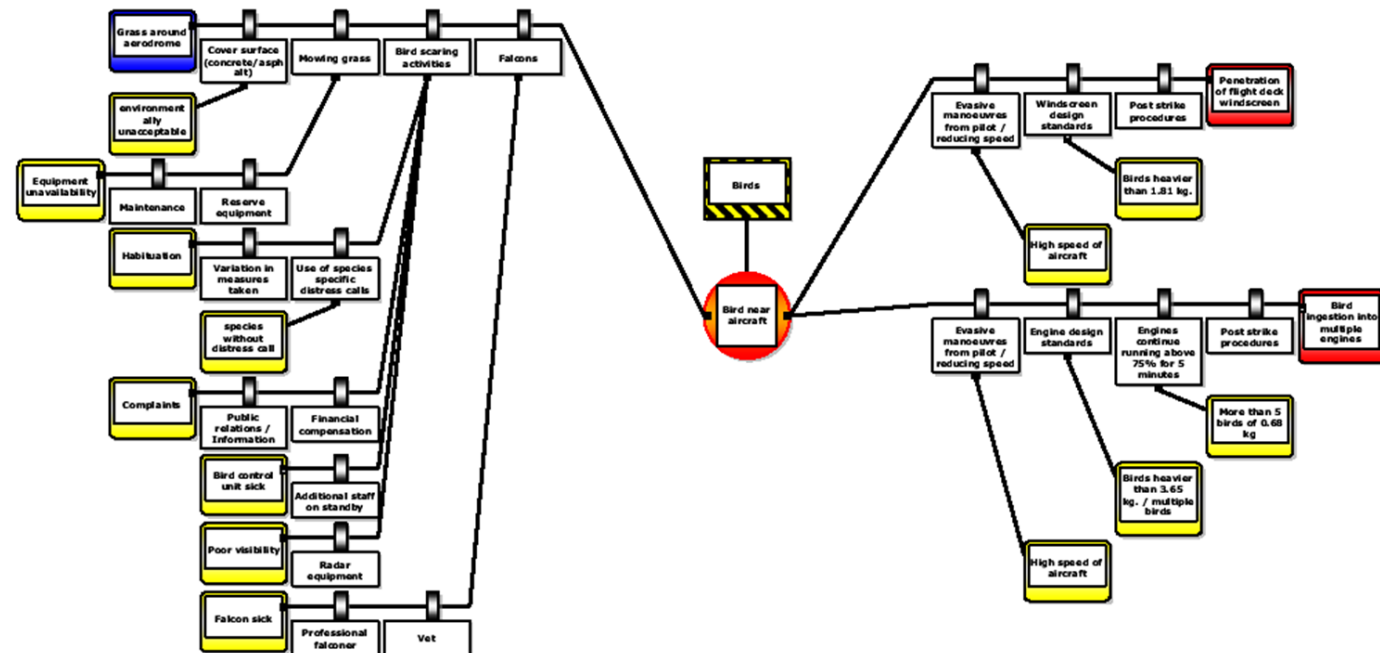 Grass around
aerodrome
Cover surface
(concrete/asph
alt)
Mowing grass
Bird scaring
activities
Falcons
environment
ally
unacceptable
Equipment
unavailability
Maintenance
Reserve
equipment
Habituation
Variation in
measures
taken
Use of species
specific
distress calls
species
without
distress call
Complaints
Public
relations /
Information
Financial
compensation
Bird control
unit sick
Additional staff
on standby
Poor visibility
Radar
equipment
Falcon sick
Professional
falconer
Vet
Birds
Bird near
aircraft
Evasive
manoeuvres
from pilot /
reducing speed
Windscreen
design
standards
Post strike
procedures
Penetration
of flight deck
windscreen
Birds heavier
than 1.81 kg.
High speed of
aircraft
Evasive
manoeuvres
from pilot /
reducing speed
Engine design
standards
Engines
continue
running above
75% for 5
minutes
Post strike
procedures
Bird
ingestion into
multiple
engines
More than 5
birds of 0.68
kg
Birds heavier
than 3.65
kg. / multiple
birds
High speed of
aircraft